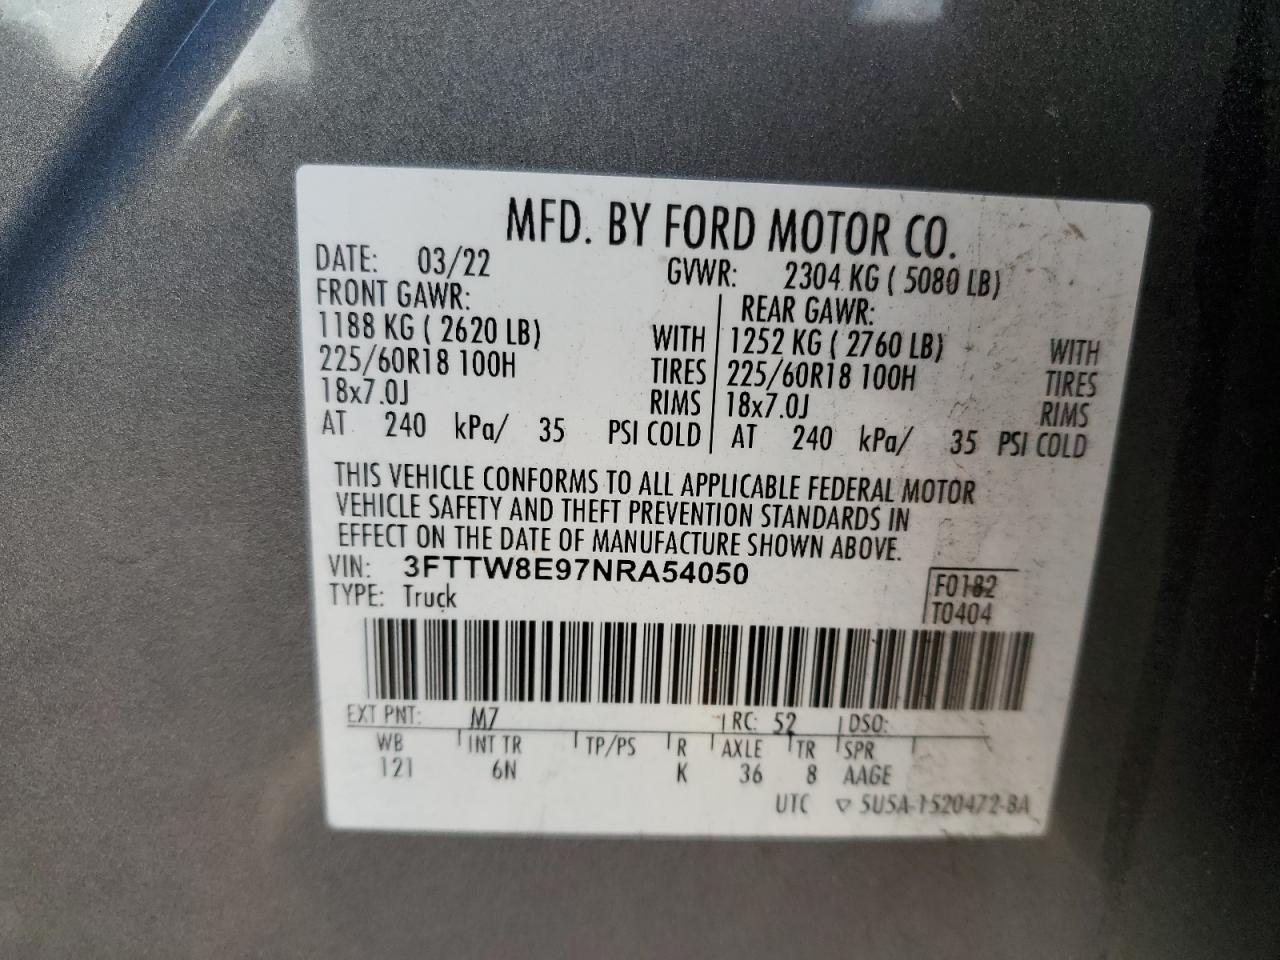 MFD. BY FORD MOTOR CO.
DATE: 03/22 GVWR: 2304 KG ( 5080 LB)
FRONT GAWR: REAR GAWR:
1188 KG ( 2620 LB) WITH 1252 KG ( 2760 LB) WITH
225/60R18 100H TIRES 225/60R18 100H TIRES
18x7.0J RIMS 18x7.0J RIMS
AT 240 kPa/ 35 PSI COLD AT 240 kPa/ 35 PSI COLD
THIS VEHICLE CONFORMS TO ALL APPLICABLE FEDERAL MOTOR
VEHICLE SAFETY AND THEFT PREVENTION STANDARDS IN
EFFECT ON THE DATE OF MANUFACTURE SHOWN ABOVE.
VIN: 3FTTW8E97NRA54050
TYPE: Truck
F0182
T0404
EXT PNT: M7 RC: 52 DSO:
WB INT TR TP/PS R AXLE TR SPR
121 6N K 36 8 AAGE
UTC ▽ 5U5A-1520472-BA